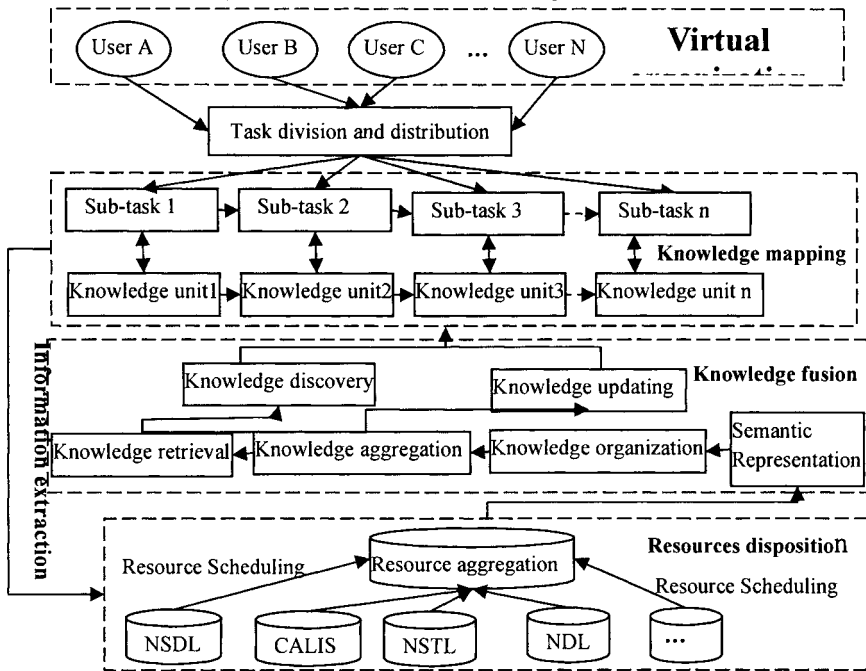 User A
User B
User C
...
User N
Virtual
Task division and distribution
Sub-task 1
Sub-task 2
Sub-task 3
Sub-task n
Knowledge mapping
Knowledge unit1
Knowledge unit2
Knowledge unit3
Knowledge unit n
Information extraction
Knowledge discovery
Knowledge updating
Knowledge fusion
Knowledge retrieval
Knowledge aggregation
Knowledge organization
Semantic
Representation
Resources disposition
Resource Scheduling
Resource aggregation
Resource Scheduling
NSDL
CALIS
NSTL
NDL
...